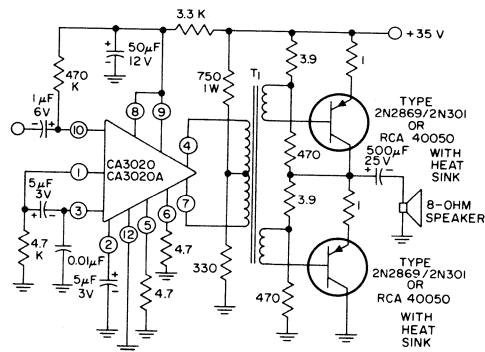 3.3 K
+35 V
50µF
12V
470
K
750
1W
T1
3.9
1
1µF
6V
8
9
TYPE
2N2869/2N301
OR
RCA 40050
WITH
HEAT
SINK
10
4
CA3020
CA3020A
470
500µF
25V
1
5µF
3V
3
7
3.9
1
8-OHM
SPEAKER
2
12
5
6
4.7
K
0.01µF
4.7
330
TYPE
2N2869/2N301
OR
RCA 40050
WITH
HEAT
SINK
5µF
3V
4.7
470